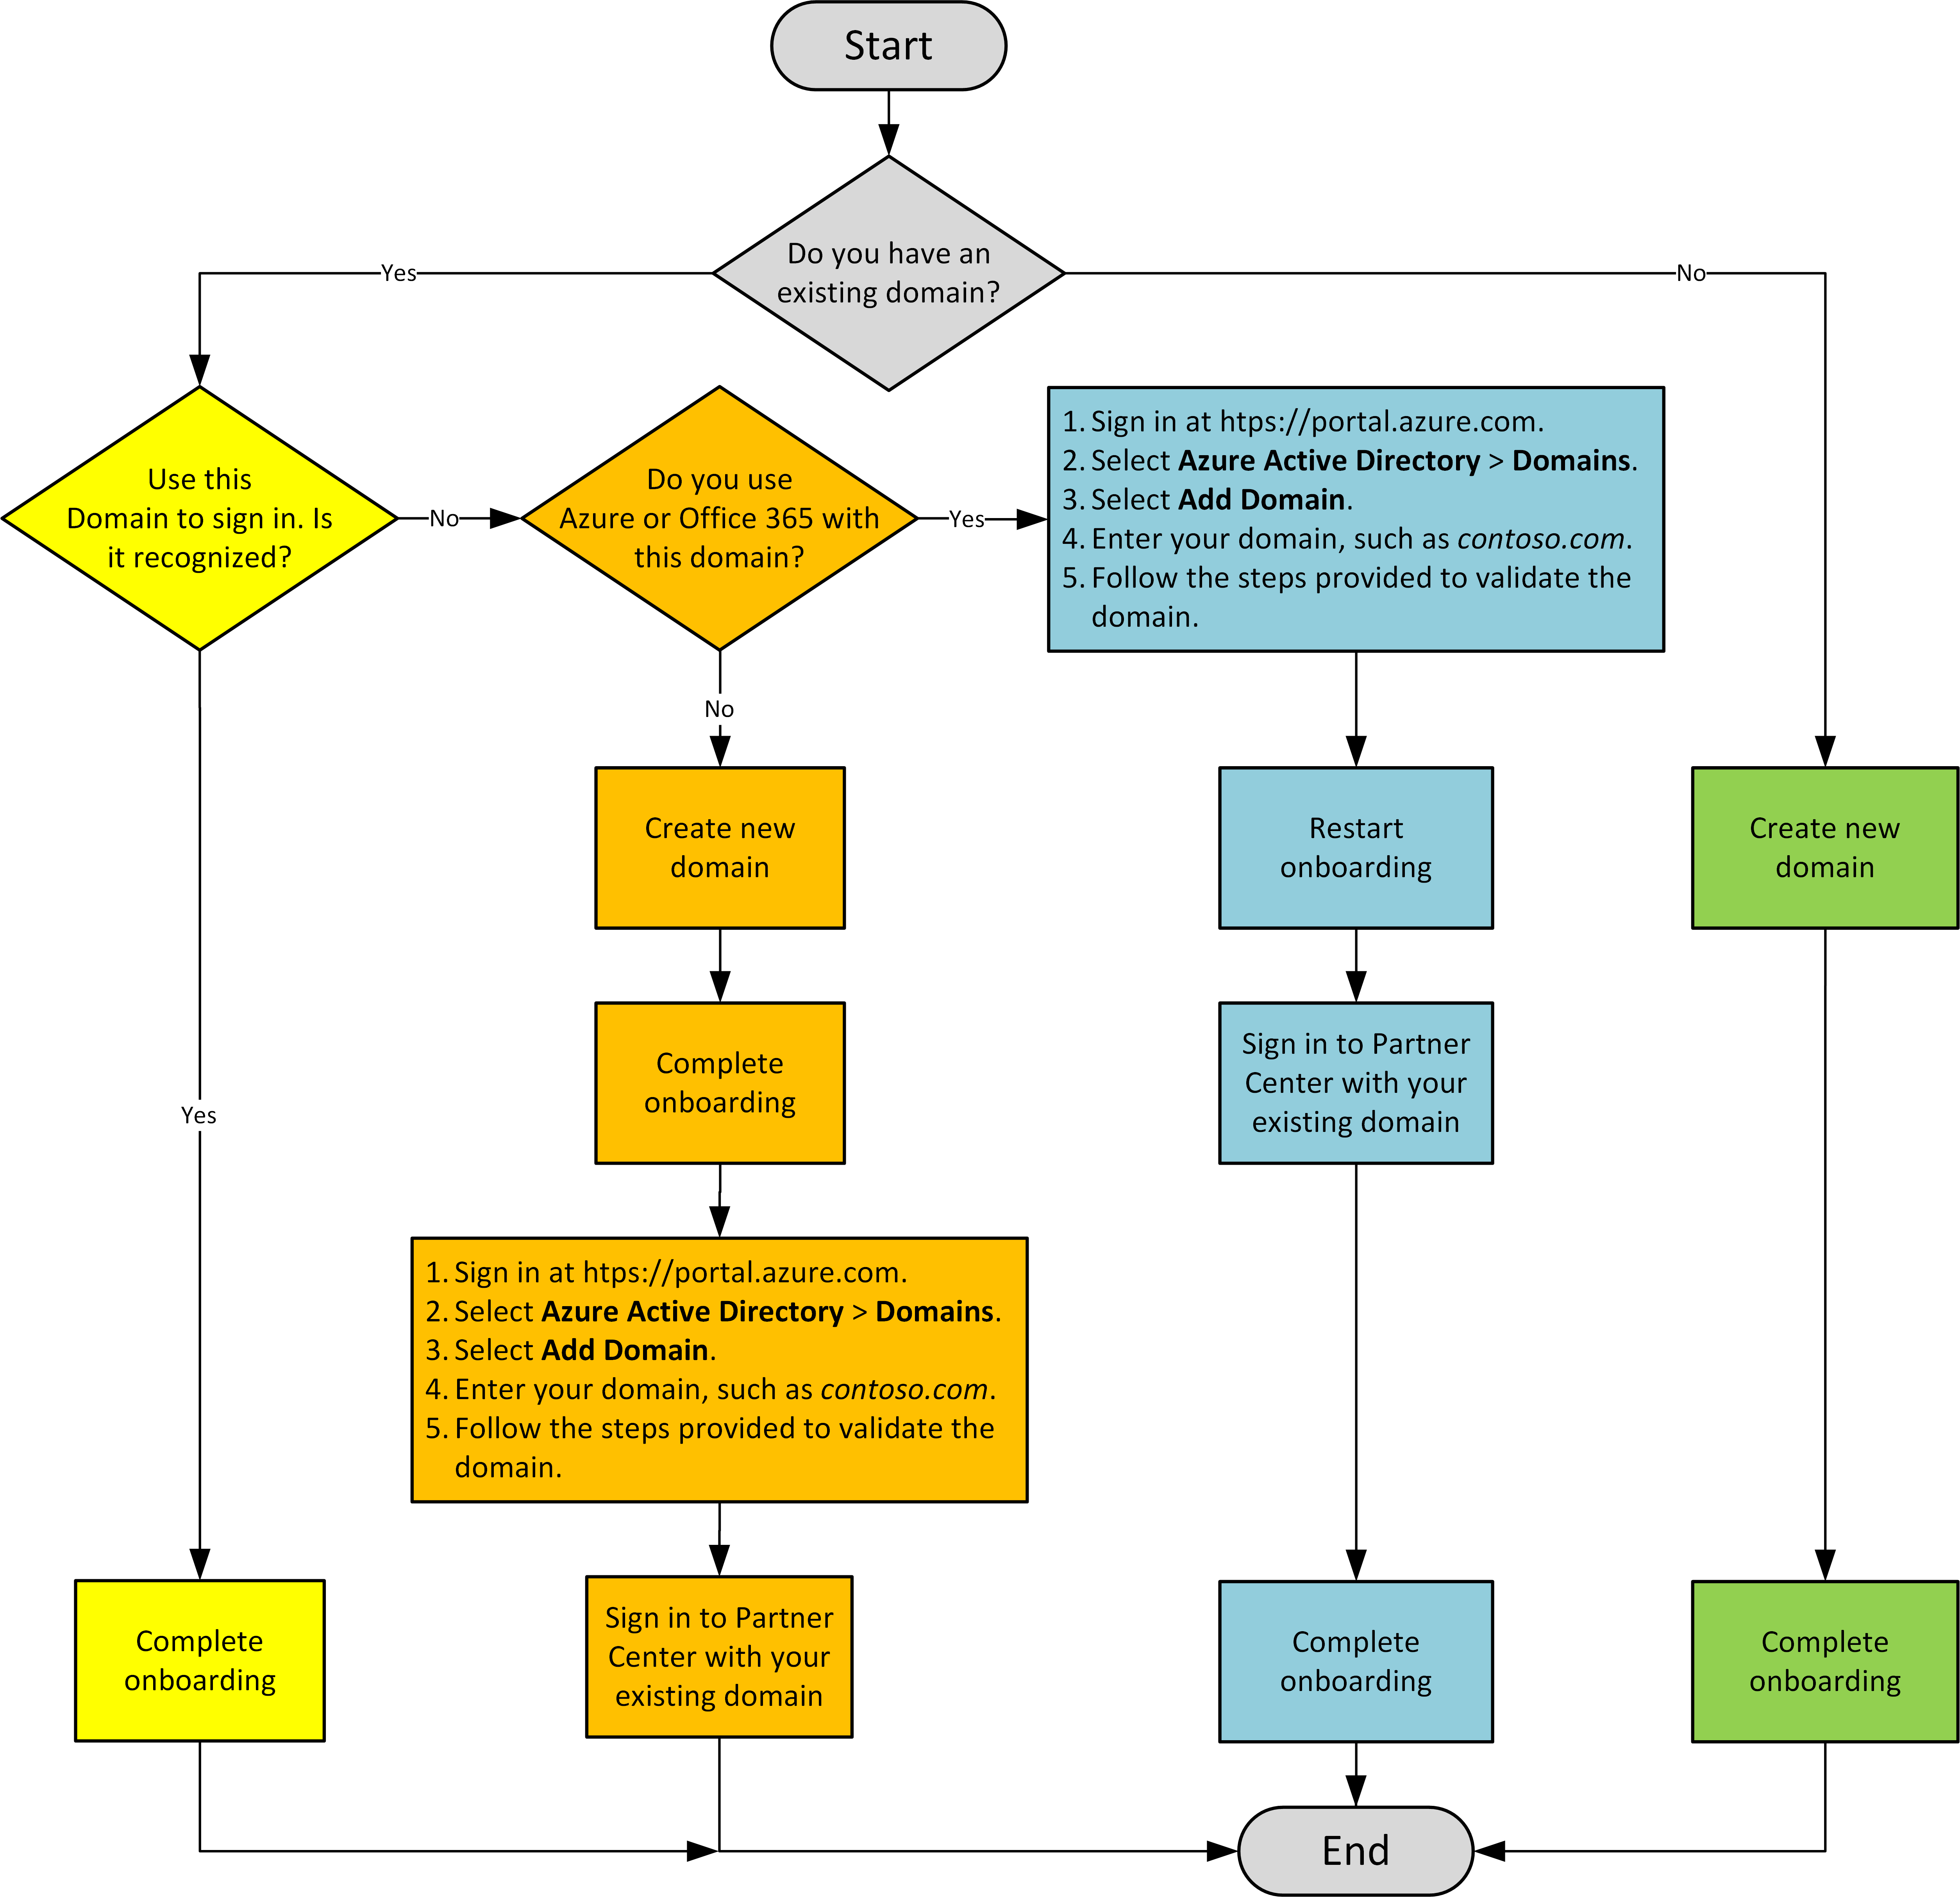 Start
Do you have an
existing domain?
Yes
No
Use this
Domain to sign in. Is
it recognized?
No
Do you use
Azure or Office 365 with
this domain?
Yes
1. Sign in at htps://portal.azure.com.
2. Select Azure Active Directory > Domains.
3. Select Add Domain.
4. Enter your domain, such as contoso.com.
5. Follow the steps provided to validate the
domain.
No
Create new
domain
Restart
onboarding
Create new
domain
Complete
onboarding
Sign in to Partner
Center with your
existing domain
Yes
1. Sign in at htps://portal.azure.com.
2. Select Azure Active Directory > Domains.
3. Select Add Domain.
4. Enter your domain, such as contoso.com.
5. Follow the steps provided to validate the
domain.
Complete
onboarding
Sign in to Partner
Center with your
existing domain
Complete
onboarding
Complete
onboarding
End